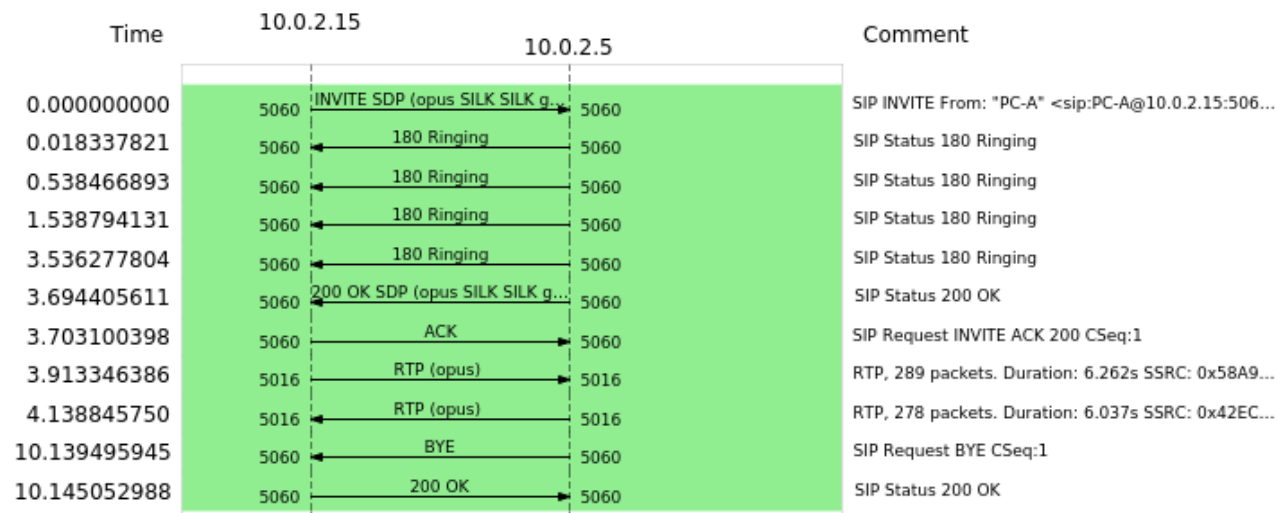 Time 10.0.2.15 10.0.2.5 Comment
0.000000000 5060 INVITE SDP (opus SILK SILK g... 5060 SIP INVITE From: "PC-A" <sip:PC-A@10.0.2.15:506...
0.018337821 5060 180 Ringing 5060 SIP Status 180 Ringing
0.538466893 5060 180 Ringing 5060 SIP Status 180 Ringing
1.538794131 5060 180 Ringing 5060 SIP Status 180 Ringing
3.536277804 5060 180 Ringing 5060 SIP Status 180 Ringing
3.694405611 5060 200 OK SDP (opus SILK SILK g... 5060 SIP Status 200 OK
3.703100398 5060 ACK 5060 SIP Request INVITE ACK 200 CSeq:1
3.913346386 5016 RTP (opus) 5016 RTP, 289 packets. Duration: 6.262s SSRC: 0x58A9...
4.138845750 5016 RTP (opus) 5016 RTP, 278 packets. Duration: 6.037s SSRC: 0x42EC...
10.139495945 5060 BYE 5060 SIP Request BYE CSeq:1
10.145052988 5060 200 OK 5060 SIP Status 200 OK